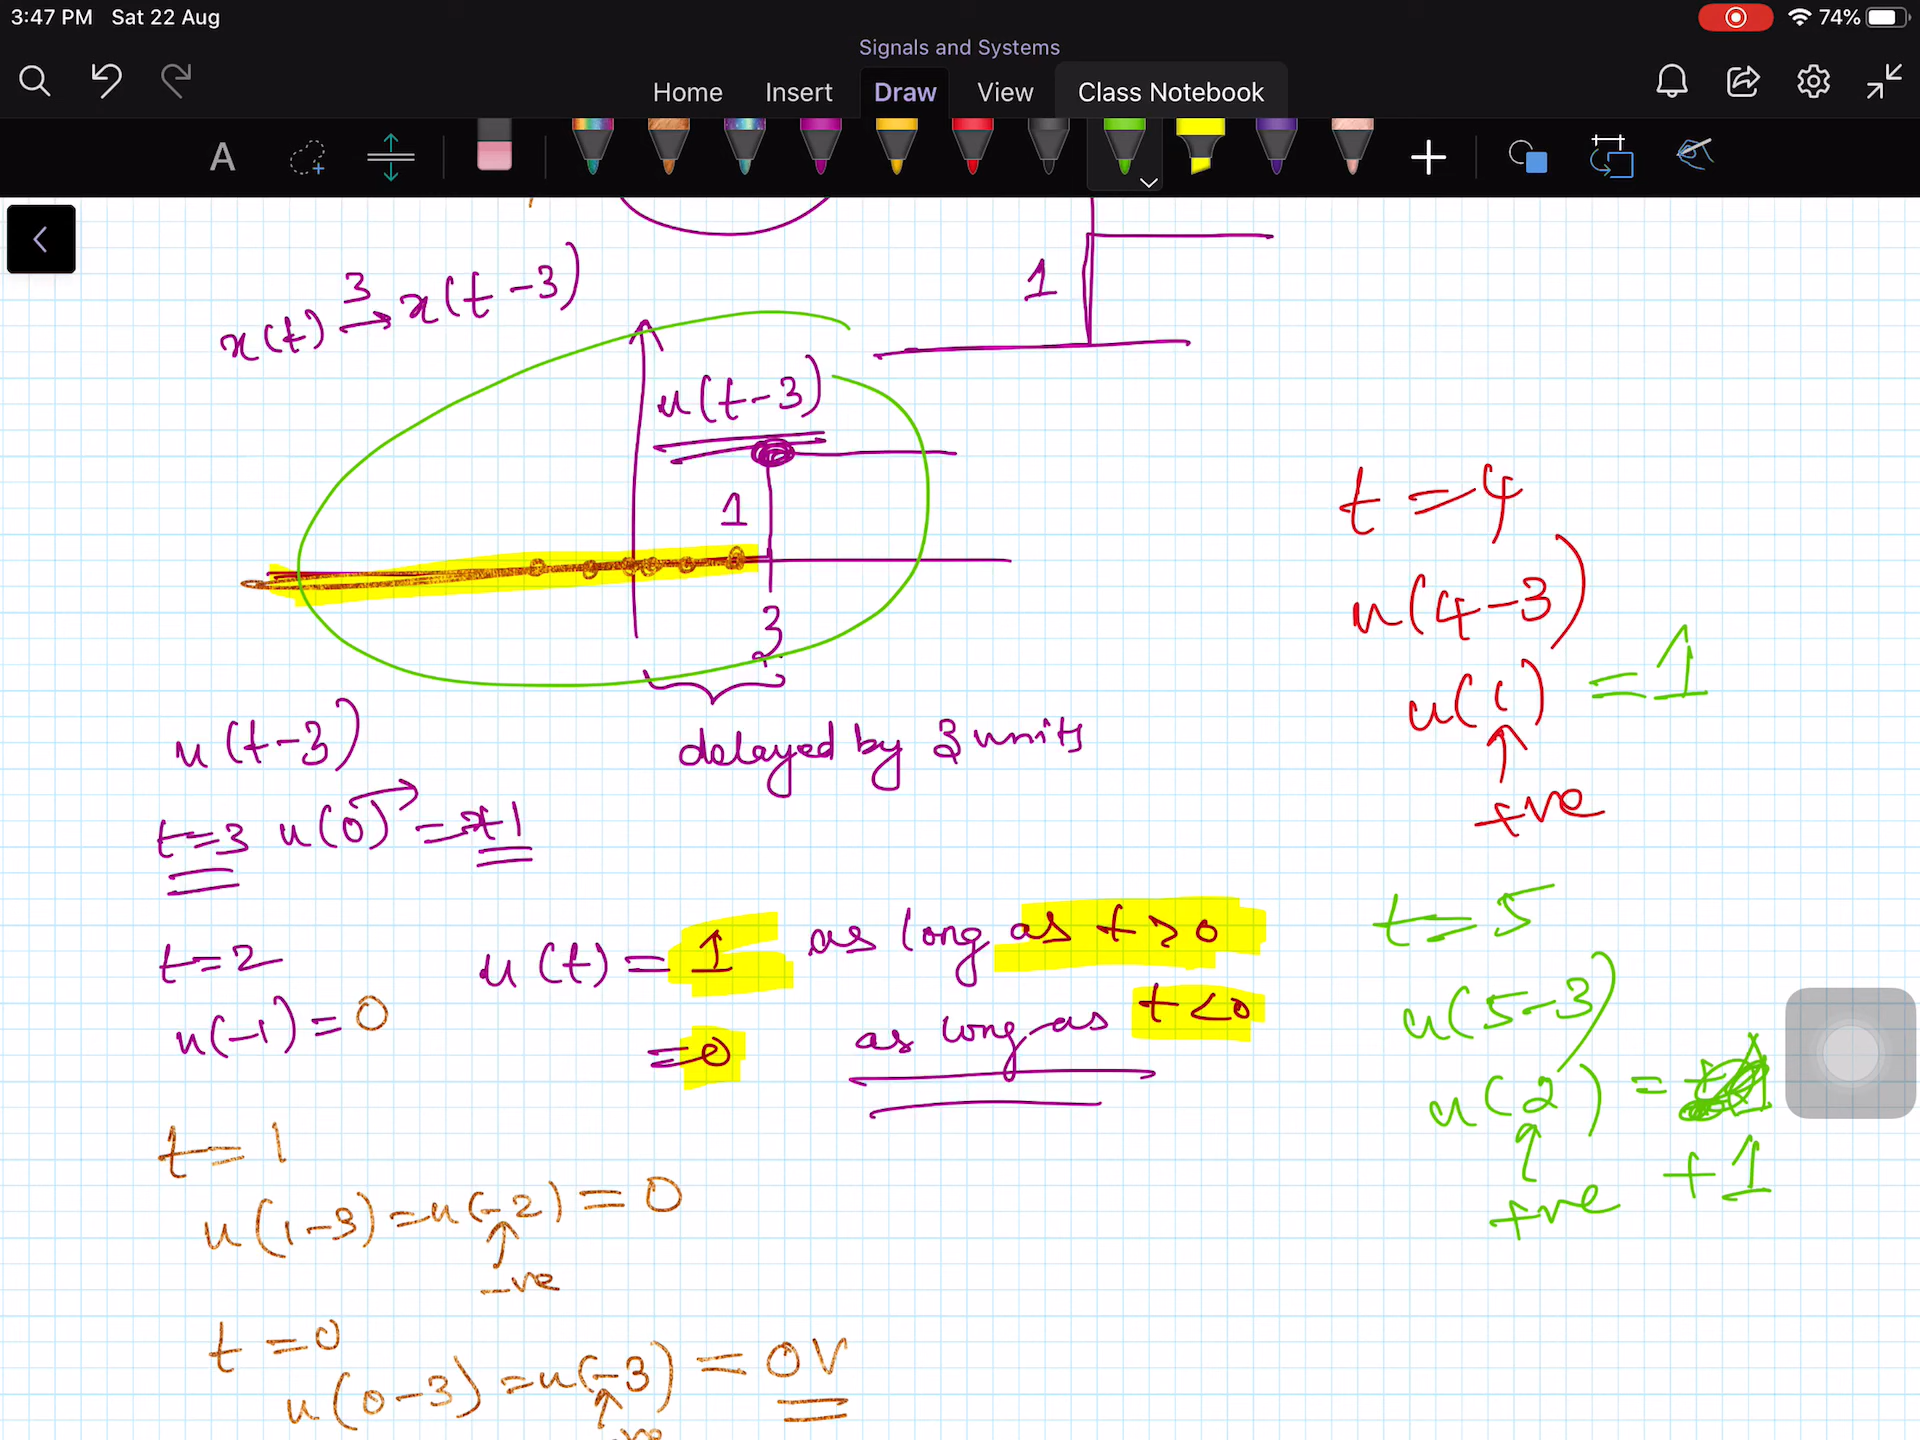 3:47 PM Sat 22 Aug
74%
Signals and Systems
Home Insert Draw View Class Notebook
A
x(t) 3→ x(t-3)
1
u(t-3)
1
3
delayed by 3 units
u(t-3)
t=3 u(0) = 1
t=2
u(-1) = 0
u(t) = 1 as long as t≥0
=0 as long as t<0
t=1
u(1-3) = u(-2) = 0
-ve
t=0
u(0-3) = u(-3) = 0V
t=4
u(4-3)
u(1) = 1
+ve
t=5
u(5-3)
u(2) =
+1
+ve